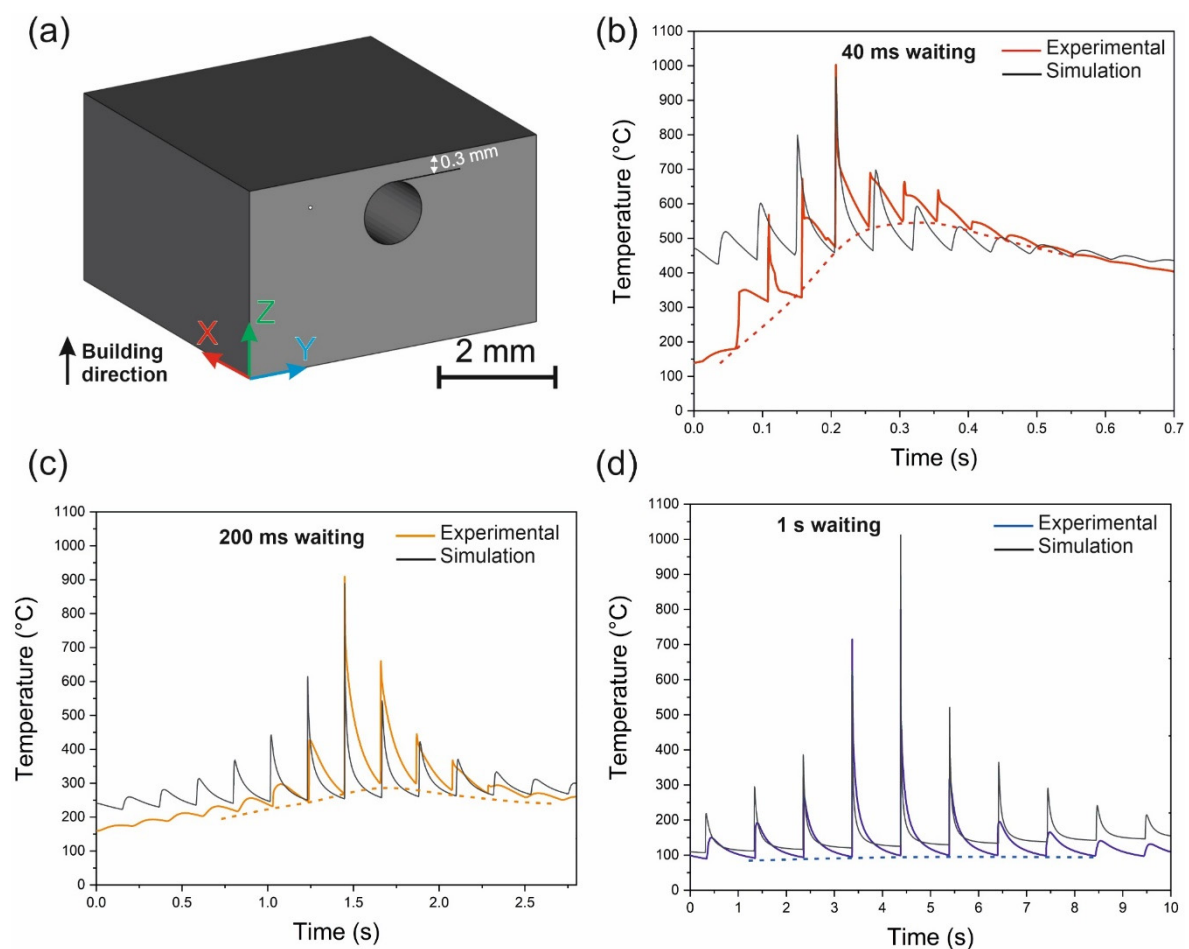 (a)
0.3 mm
Z
X
Y
Building
direction
2 mm
(b)
40 ms waiting
Experimental
Simulation
Temperature (°C)
1100
1000
900
800
700
600
500
400
300
200
100
0
0.0 0.1 0.2 0.3 0.4 0.5 0.6 0.7
Time (s)
(c)
200 ms waiting
Experimental
Simulation
Temperature (°C)
1100
1000
900
800
700
600
500
400
300
200
100
0
0.0 0.5 1.0 1.5 2.0 2.5
Time (s)
(d)
1 s waiting
Experimental
Simulation
Temperature (°C)
1100
1000
900
800
700
600
500
400
300
200
100
0
0 1 2 3 4 5 6 7 8 9 10
Time (s)